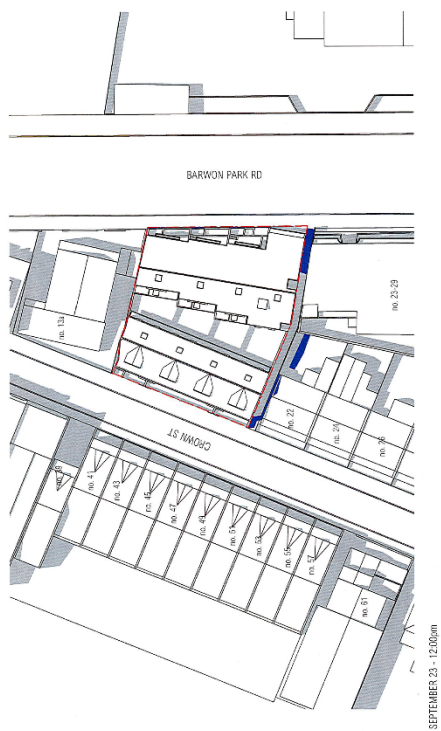 BARWON PARK RD
no. 13a
no. 23-29
no. 22
no. 24
no. 26
CROWN ST
no. 41
no. 43
no. 45
no. 47
no. 49
no. 51
no. 53
no. 55
no. 57
no. 61
SEPTEMBER 23 - 12:00pm